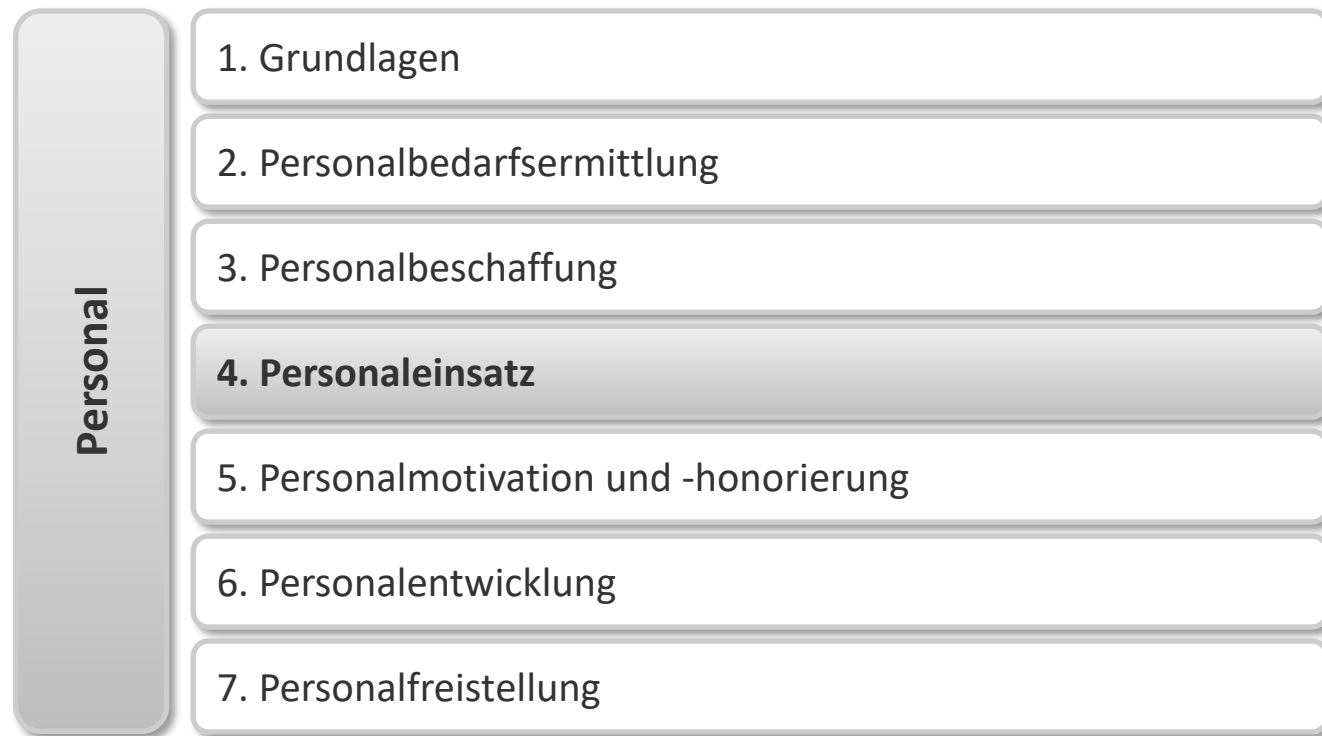 Personal
1. Grundlagen
2. Personalbedarfsermittlung
3. Personalbeschaffung
4. Personaleinsatz
5. Personalmotivation und -honorierung
6. Personalentwicklung
7. Personalfreistellung